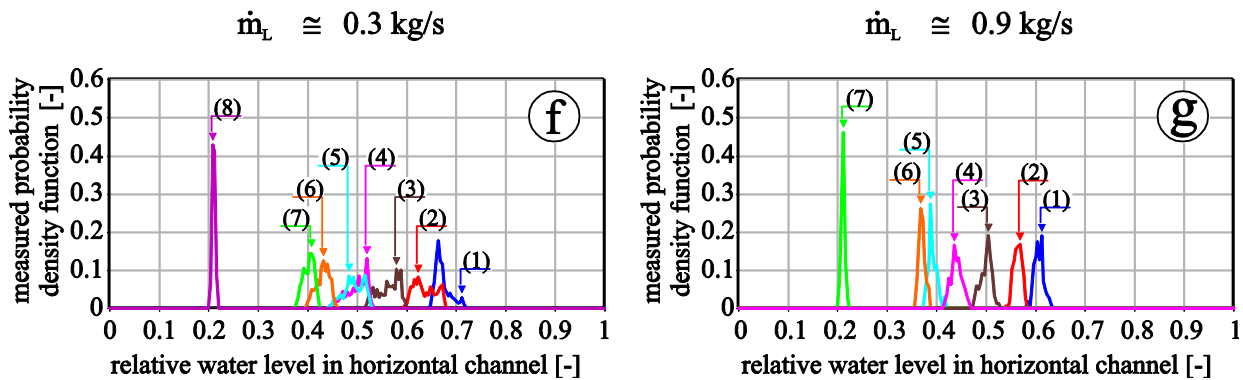 ṁL ≅ 0.3 kg/s
ṁL ≅ 0.9 kg/s
measured probability
density function [-]
0.6
0.5
0.4
0.3
0.2
0.1
0
f
(8)
(5)
(4)
(6)
(3)
(7)
(2)
(1)
0 0.1 0.2 0.3 0.4 0.5 0.6 0.7 0.8 0.9 1
relative water level in horizontal channel [-]
measured probability
density function [-]
0.6
0.5
0.4
0.3
0.2
0.1
0
g
(7)
(5)
(6)
(4)
(2)
(3)
(1)
0 0.1 0.2 0.3 0.4 0.5 0.6 0.7 0.8 0.9 1
relative water level in horizontal channel [-]